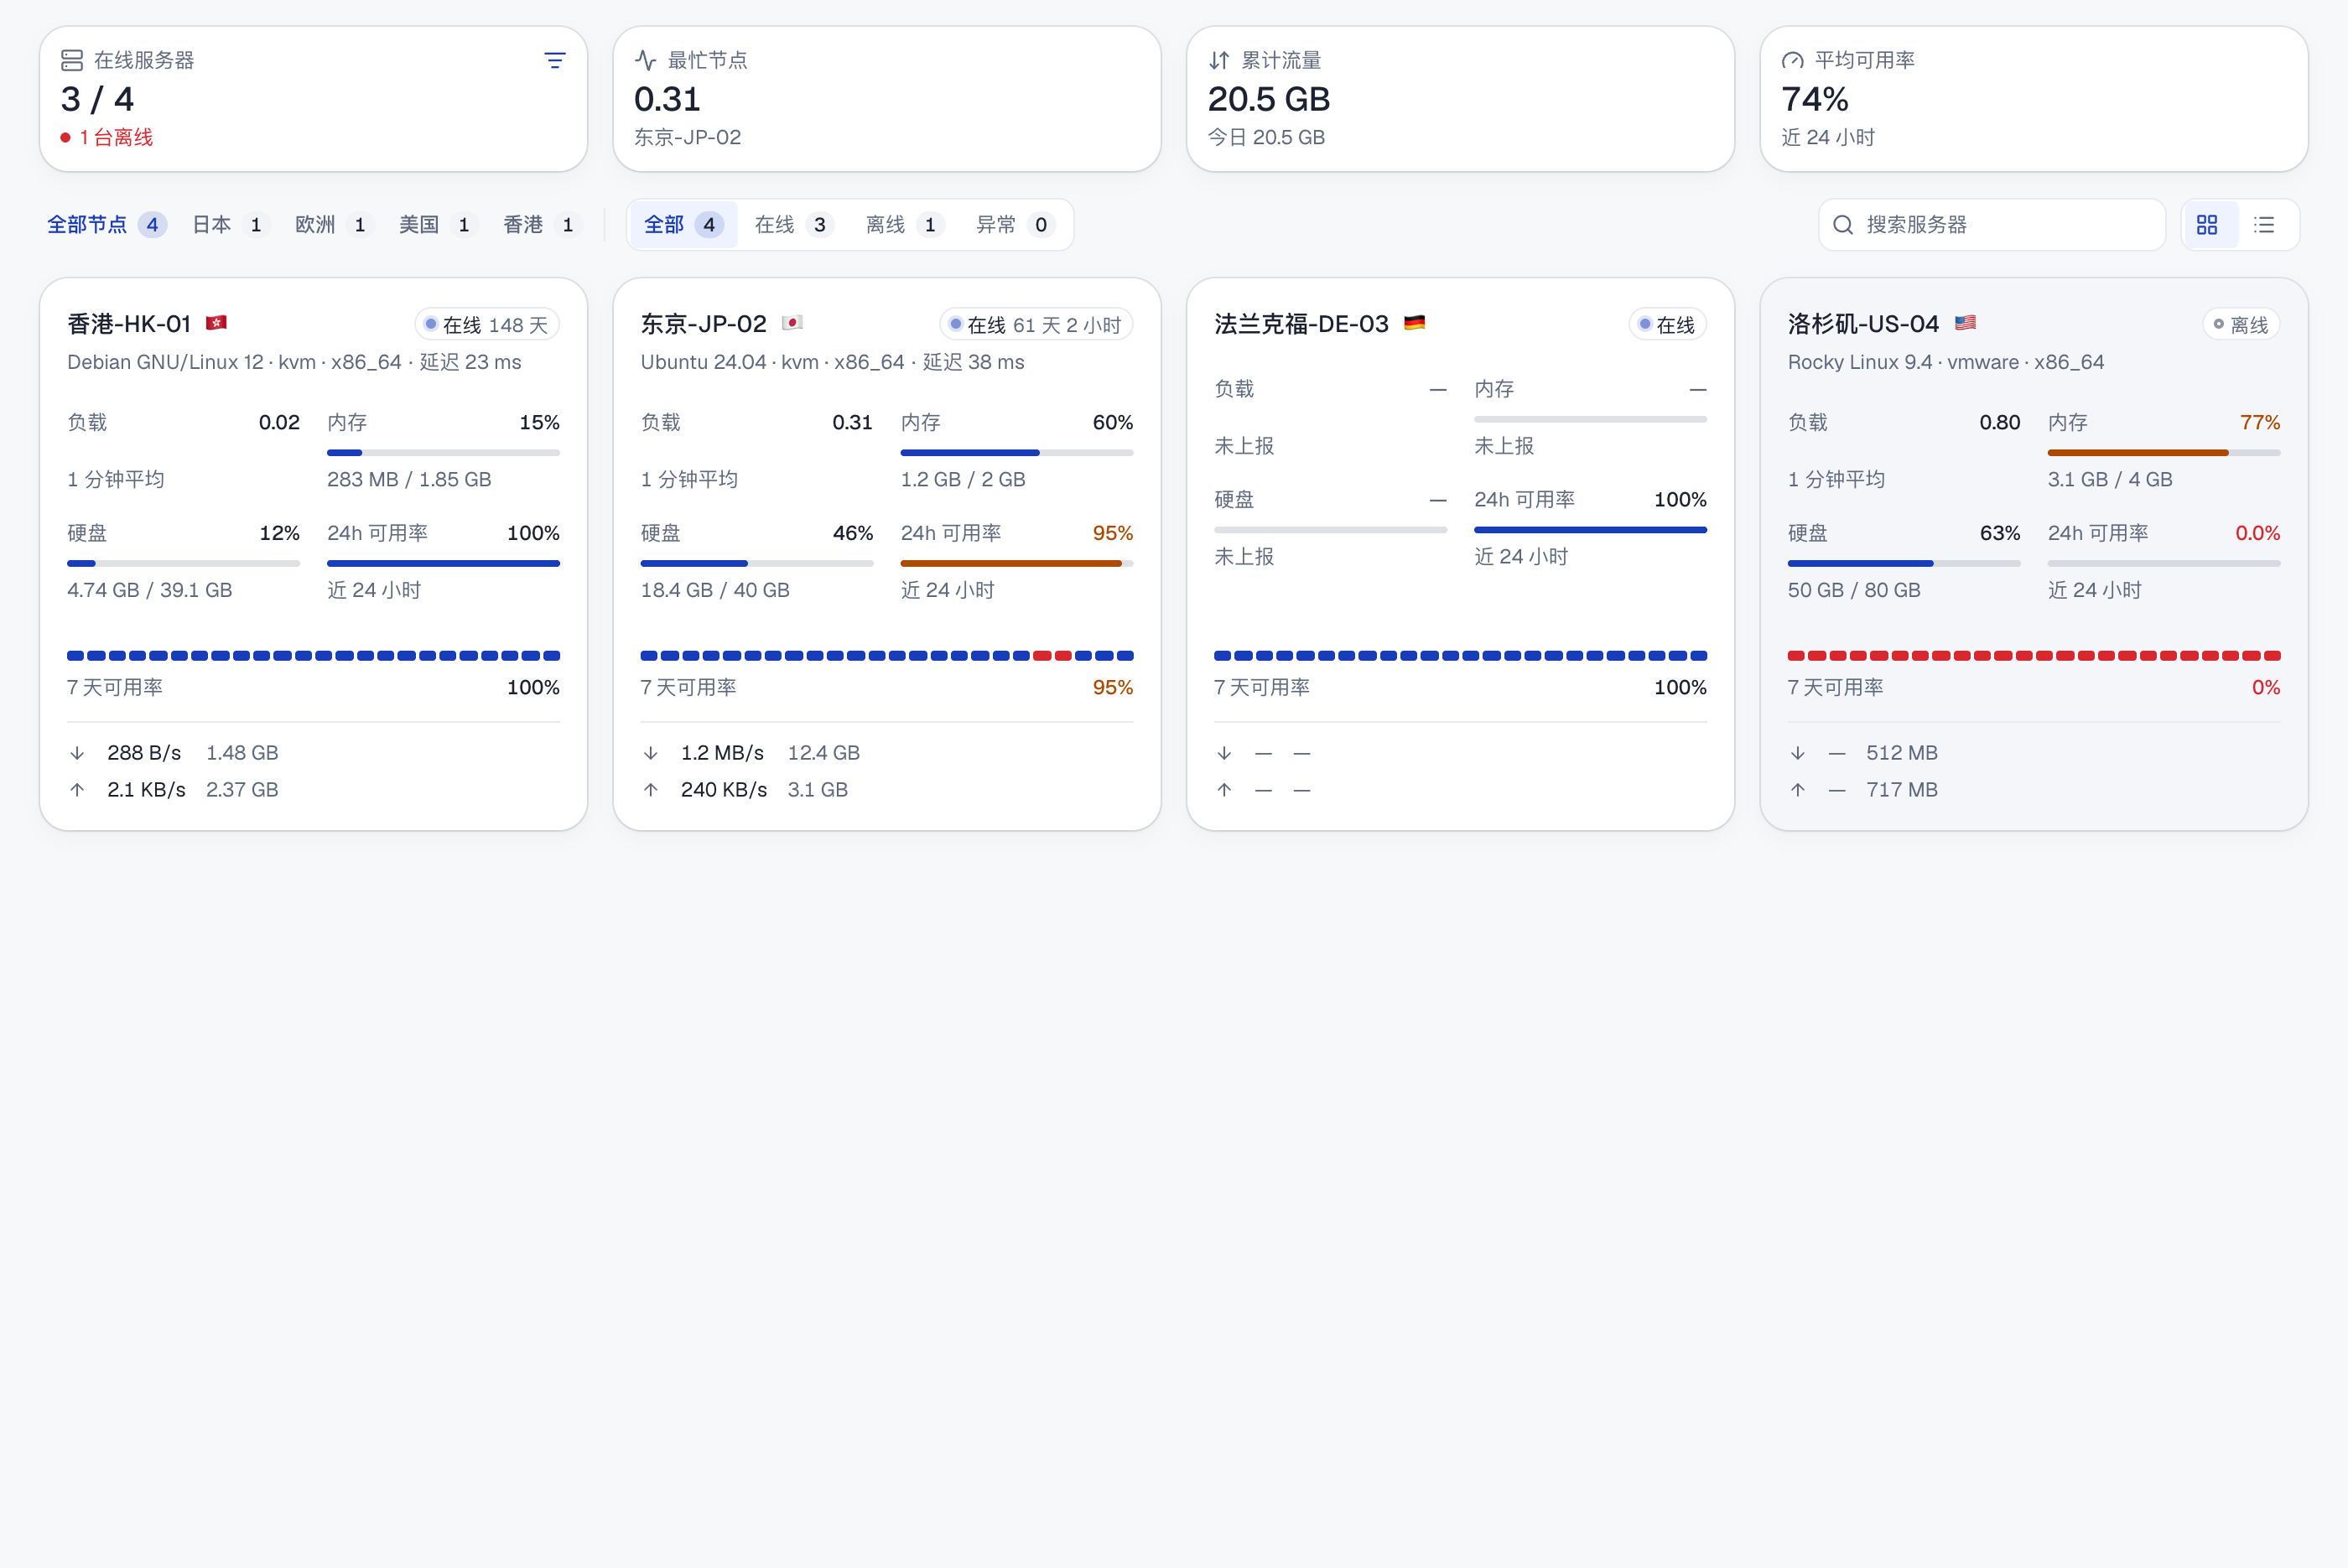 在线服务器
3 / 4
1 台离线
最忙节点
0.31
东京-JP-02
累计流量
20.5 GB
今日 20.5 GB
平均可用率
74%
近 24 小时
全部节点 4 日本 1 欧洲 1 美国 1 香港 1
全部 4 在线 3 离线 1 异常 0
搜索服务器
香港-HK-01 在线 148 天
Debian GNU/Linux 12 · kvm · x86_64 · 延迟 23 ms
负载 0.02 内存 15%
1 分钟平均 283 MB / 1.85 GB
硬盘 12% 24h 可用率 100%
4.74 GB / 39.1 GB 近 24 小时
7 天可用率 100%
↓ 288 B/s 1.48 GB
↑ 2.1 KB/s 2.37 GB
东京-JP-02 在线 61 天 2 小时
Ubuntu 24.04 · kvm · x86_64 · 延迟 38 ms
负载 0.31 内存 60%
1 分钟平均 1.2 GB / 2 GB
硬盘 46% 24h 可用率 95%
18.4 GB / 40 GB 近 24 小时
7 天可用率 95%
↓ 1.2 MB/s 12.4 GB
↑ 240 KB/s 3.1 GB
法兰克福-DE-03 在线
负载 — 内存 —
未上报 未上报
硬盘 — 24h 可用率 100%
未上报 近 24 小时
7 天可用率 100%
↓ — —
↑ — —
洛杉矶-US-04 离线
Rocky Linux 9.4 · vmware · x86_64
负载 0.80 内存 77%
1 分钟平均 3.1 GB / 4 GB
硬盘 63% 24h 可用率 0.0%
50 GB / 80 GB 近 24 小时
7 天可用率 0%
↓ — 512 MB
↑ — 717 MB